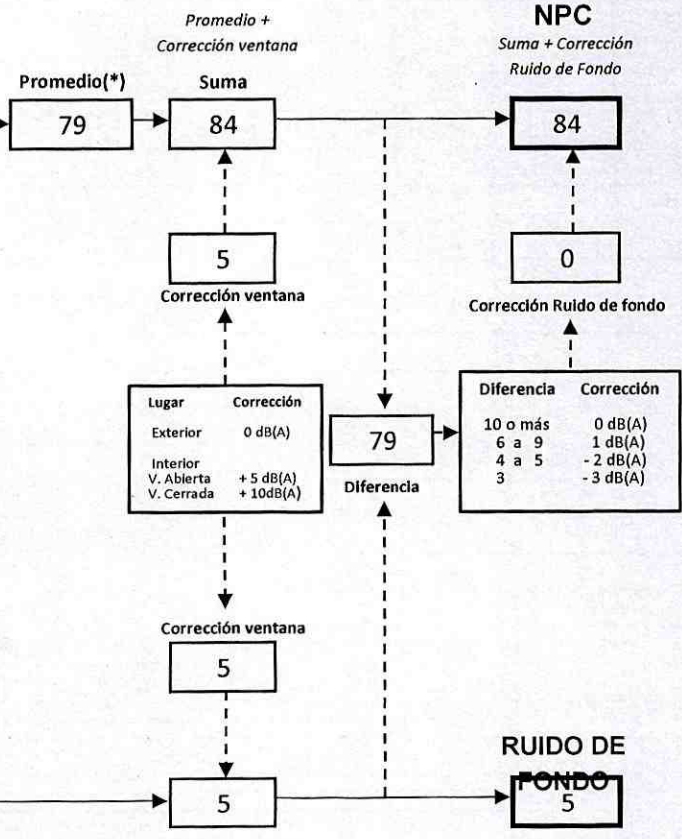 Promedio +
Corrección ventana
NPC
Suma + Corrección
Ruido de Fondo
Promedio(*)
Suma
79
84
84
5
0
Corrección ventana
Corrección Ruido de fondo
Lugar Corrección
Exterior 0 dB(A)
Interior
V. Abierta + 5 dB(A)
V. Cerrada + 10dB(A)
79
Diferencia
Diferencia Corrección
10 o más 0 dB(A)
6 a 9 1 dB(A)
4 a 5 - 2 dB(A)
3 - 3 dB(A)
Corrección ventana
5
5
RUIDO DE
FONDO
5